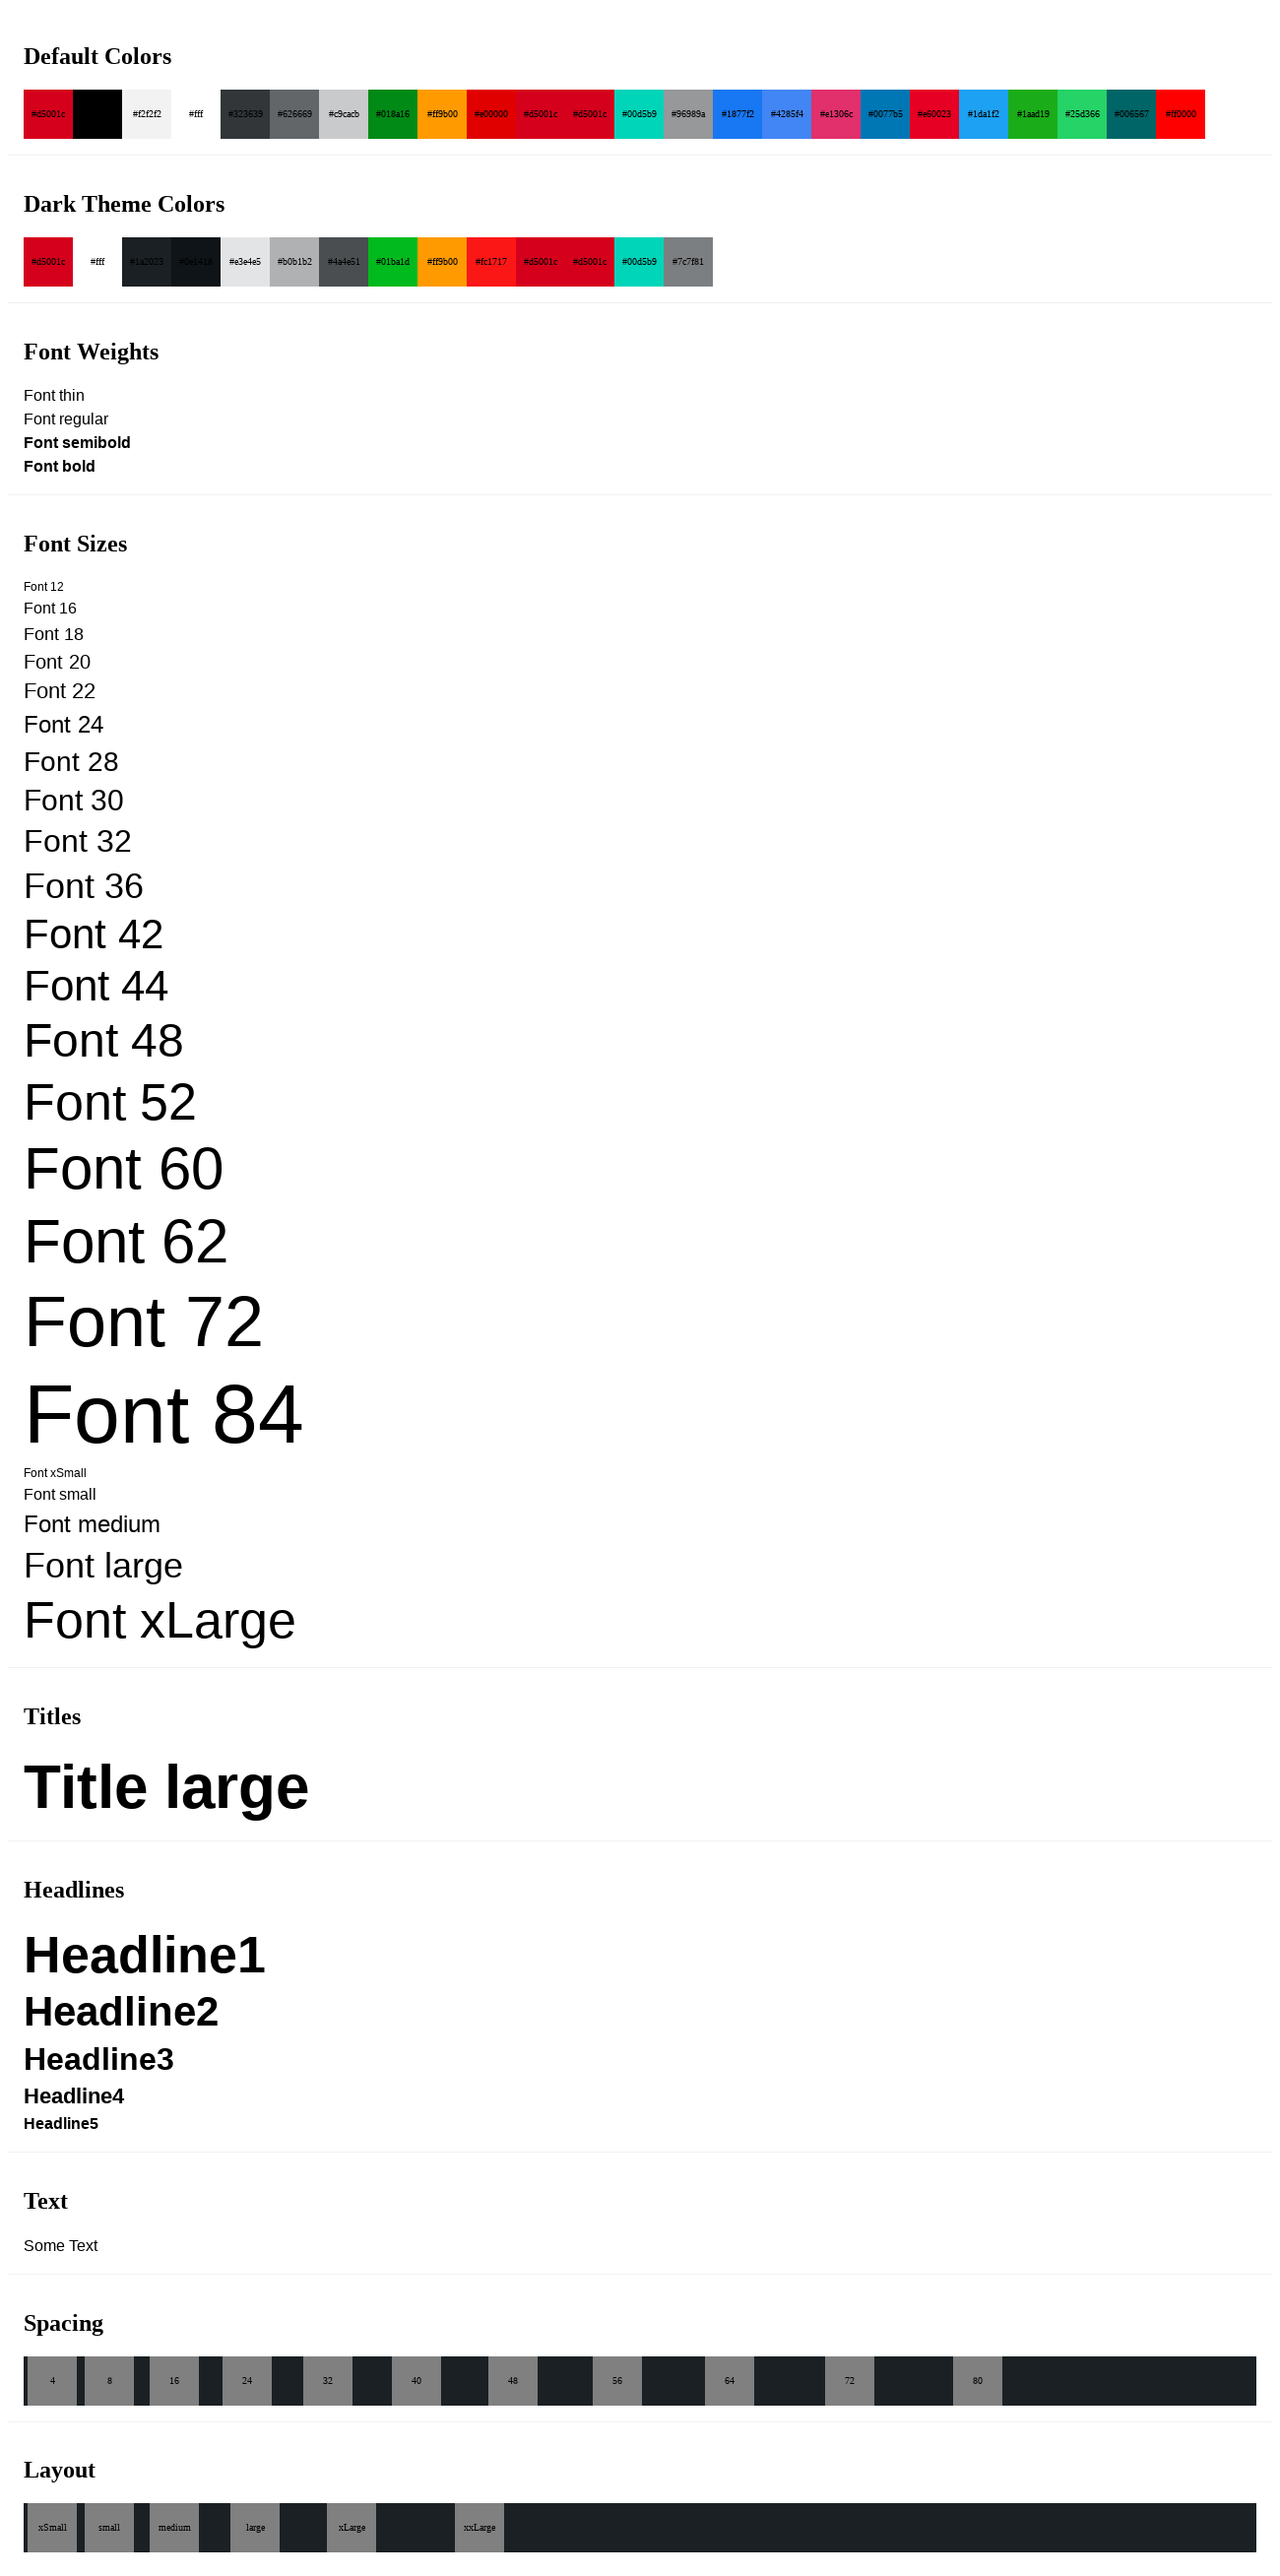 Default Colors
#d5001c #f2f2f2 #fff #323639 #626669 #c9cacb #018a16 #ff9b00 #e00000 #d5001c #d5001c #00d5b9 #96989a #1877f2 #4285f4 #e1306c #0077b5 #e60023 #1da1f2 #1aad19 #25d366 #006567 #ff0000
Dark Theme Colors
#d5001c #fff #1a2023 #0e1418 #e3e4e5 #b0b1b2 #4a4e51 #01ba1d #ff9b00 #fc1717 #d5001c #d5001c #00d5b9 #7c7f81
Font Weights
Font thin
Font regular
Font semibold
Font bold
Font Sizes
Font 12
Font 16
Font 18
Font 20
Font 22
Font 24
Font 28
Font 30
Font 32
Font 36
Font 42
Font 44
Font 48
Font 52
Font 60
Font 62
Font 72
Font 84
Font xSmall
Font small
Font medium
Font large
Font xLarge
Titles
Title large
Headlines
Headline1
Headline2
Headline3
Headline4
Headline5
Text
Some Text
Spacing
4 8 16 24 32 40 48 56 64 72 80
Layout
xSmall small medium large xLarge xxLarge